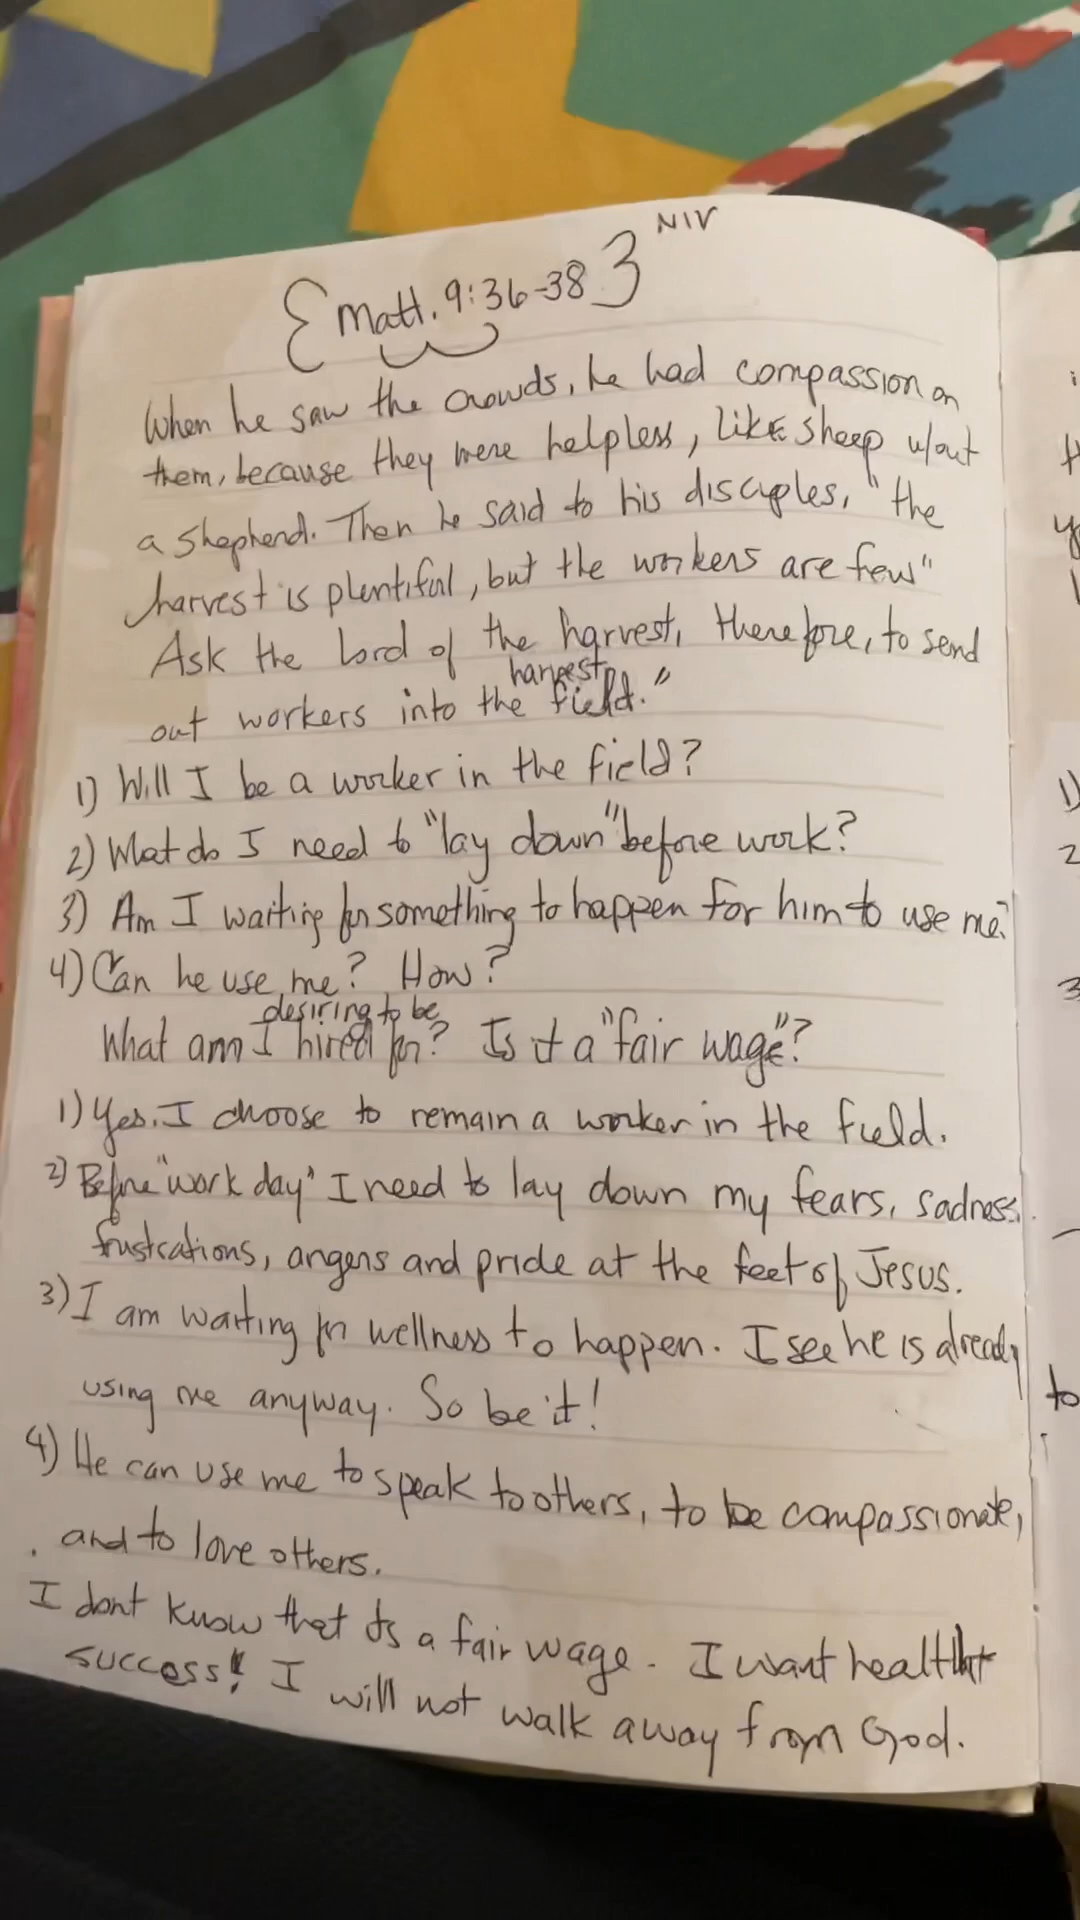 NIV
{ Matt. 9:36-38 }
When he saw the crowds, he had compassion on
them, because they were helpless, like sheep w/out
a shepherd. Then he said to his disciples, "the
harvest is plentiful, but the workers are few"
Ask the Lord of the harvest, therefore, to send
harvest
out workers into the field."
1) Will I be a worker in the field?
2) What do I need to "lay down" before work?
3) Am I waiting for something to happen for him to use me?
4) Can he use me? How?
desiring to be
What am I hired for? Is it a "fair wage"?
1) Yes. I choose to remain a worker in the field.
2) Before "work day" I need to lay down my fears, sadness,
frustrations, angers and pride at the feet of Jesus.
3) I am waiting for wellness to happen. I see he is already
using me anyway. So be it!
4) He can use me to speak to others, to be compassionate,
and to love others.
I dont know that its a fair wage. I want health
success! I will not walk away from God.